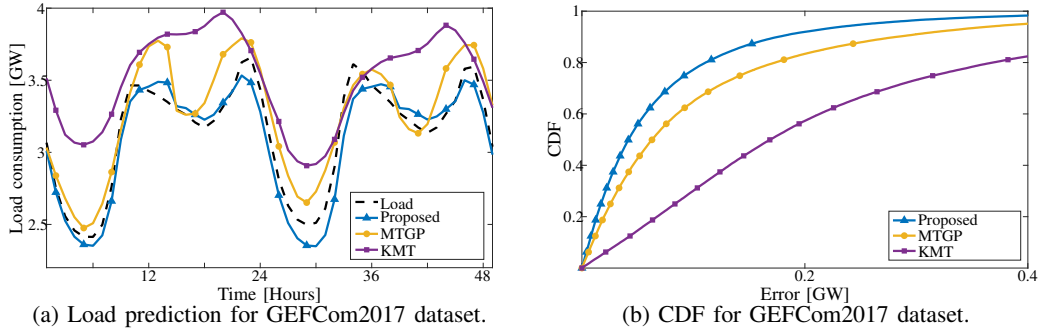 4
3.5
3
2.5
Load consumption [GW]
12
24
36
48
Time [Hours]
Load
Proposed
MTGP
KMT
(a) Load prediction for GEFCom2017 dataset.
1
0.8
0.6
0.4
0.2
0
CDF
0.2
0.4
Error [GW]
Proposed
MTGP
KMT
(b) CDF for GEFCom2017 dataset.